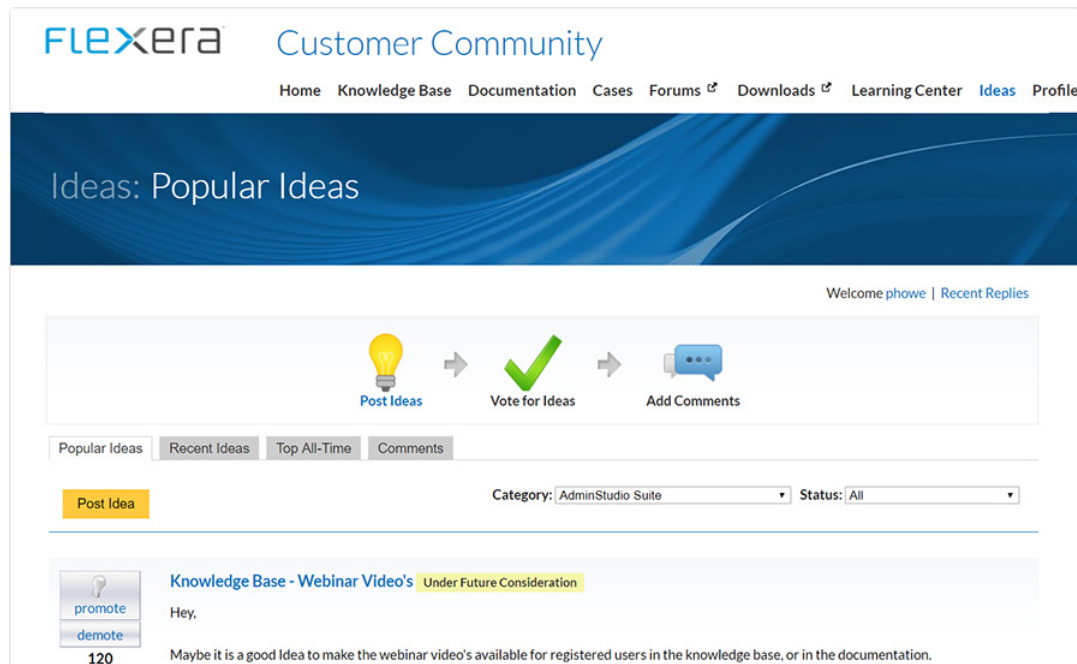 FLEXERA Customer Community
Home Knowledge Base Documentation Cases Forums Downloads Learning Center Ideas Profile
Ideas: Popular Ideas
Welcome phowe | Recent Replies
Post Ideas Vote for Ideas Add Comments
Popular Ideas Recent Ideas Top All-Time Comments
Post Idea Category: AdminStudio Suite Status: All
Knowledge Base - Webinar Video's Under Future Consideration
promote Hey,
demote
120 Maybe it is a good Idea to make the webinar video's available for registered users in the knowledge base, or in the documentation.